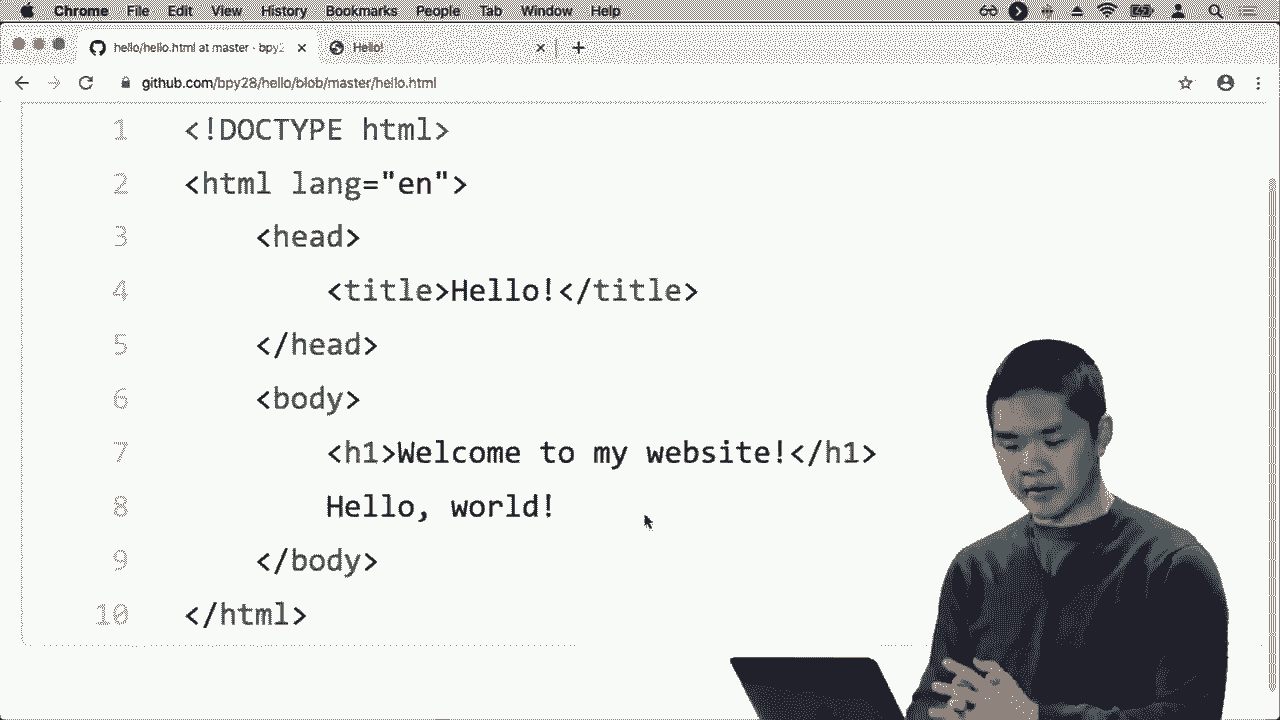 Chrome File Edit View History Bookmarks People Tab Window Help
hello/hello.html at master · bpy2
Hello!
github.com/bpy28/hello/blob/master/hello.html
1 <!DOCTYPE html>
2 <html lang="en">
3 <head>
4 <title>Hello!</title>
5 </head>
6 <body>
7 <h1>Welcome to my website!</h1>
8 Hello, world!
9 </body>
10 </html>